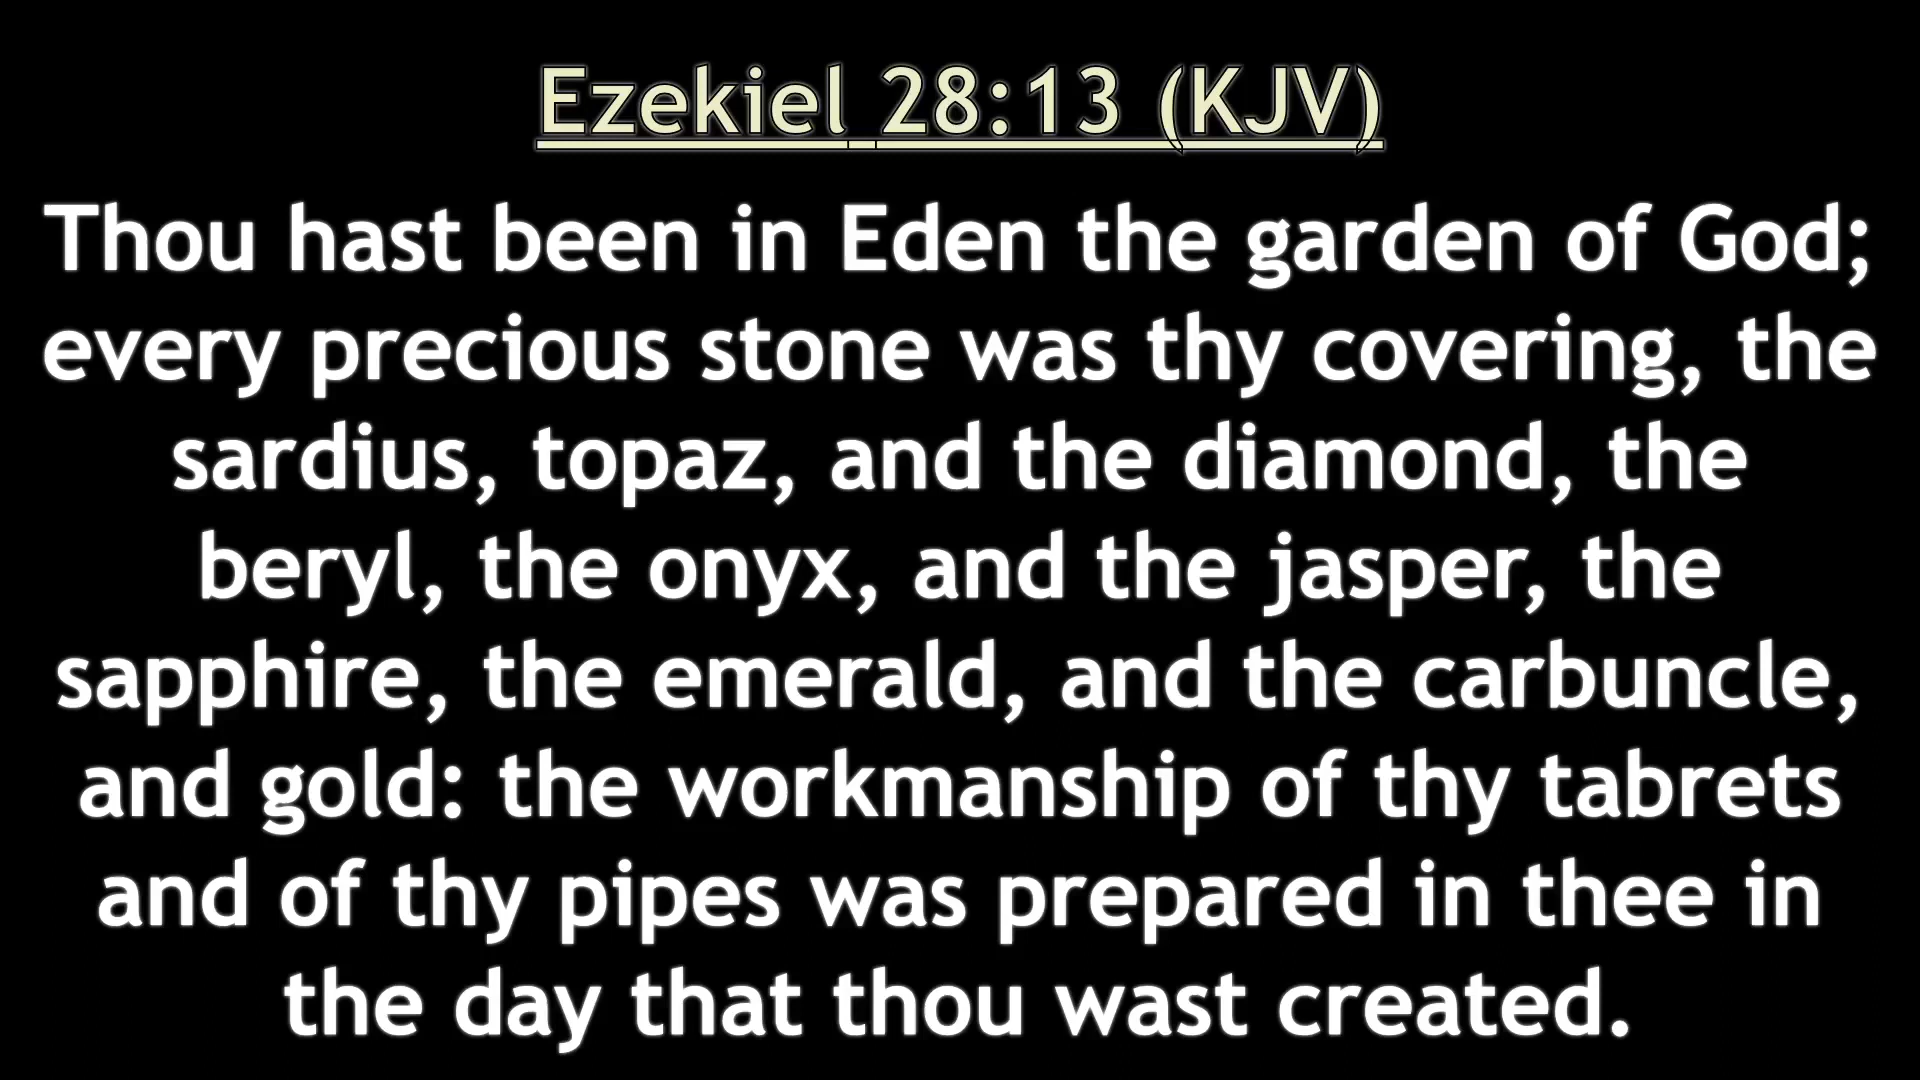 Ezekiel 28:13 (KJV)
Thou hast been in Eden the garden of God;
every precious stone was thy covering, the
sardius, topaz, and the diamond, the
beryl, the onyx, and the jasper, the
sapphire, the emerald, and the carbuncle,
and gold: the workmanship of thy tabrets
and of thy pipes was prepared in thee in
the day that thou wast created.